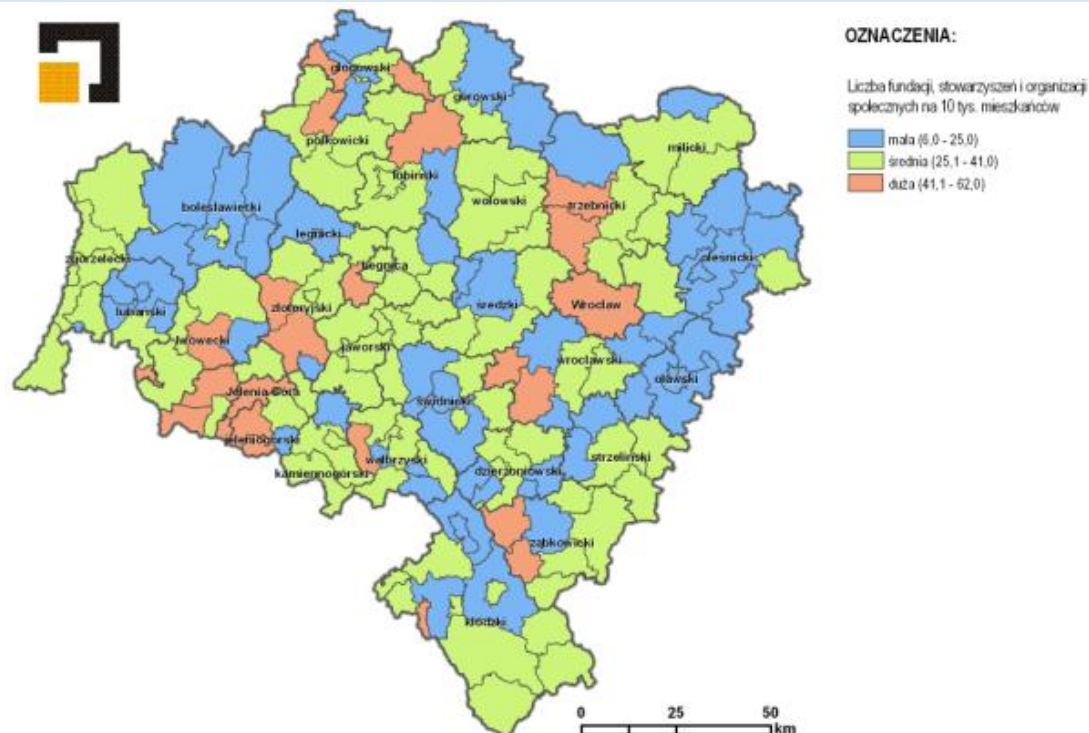 OZNACZENIA:
Liczba fundacji, stowarzyszeń i organizacji
społecznych na 10 tys. mieszkańców
mała (6,0 - 25,0)
średnia (25,1 - 41,0)
duża (41,1 - 62,0)
głogowski
górowski
polkowicki
milicki
lubiński
wołowski
trzebnicki
bolesławiecki
legnicki
oleśnicki
zgorzelecki
Legnica
lubański
złotoryjski
średzki
Wrocław
lwówecki
jaworski
wrocławski
Jelenia Góra
świdnicki
oławski
jeleniogórski
wałbrzyski
strzeliński
kamiennogórski
dzierżoniowski
ząbkowicki
kłodzki
0 25 50
km